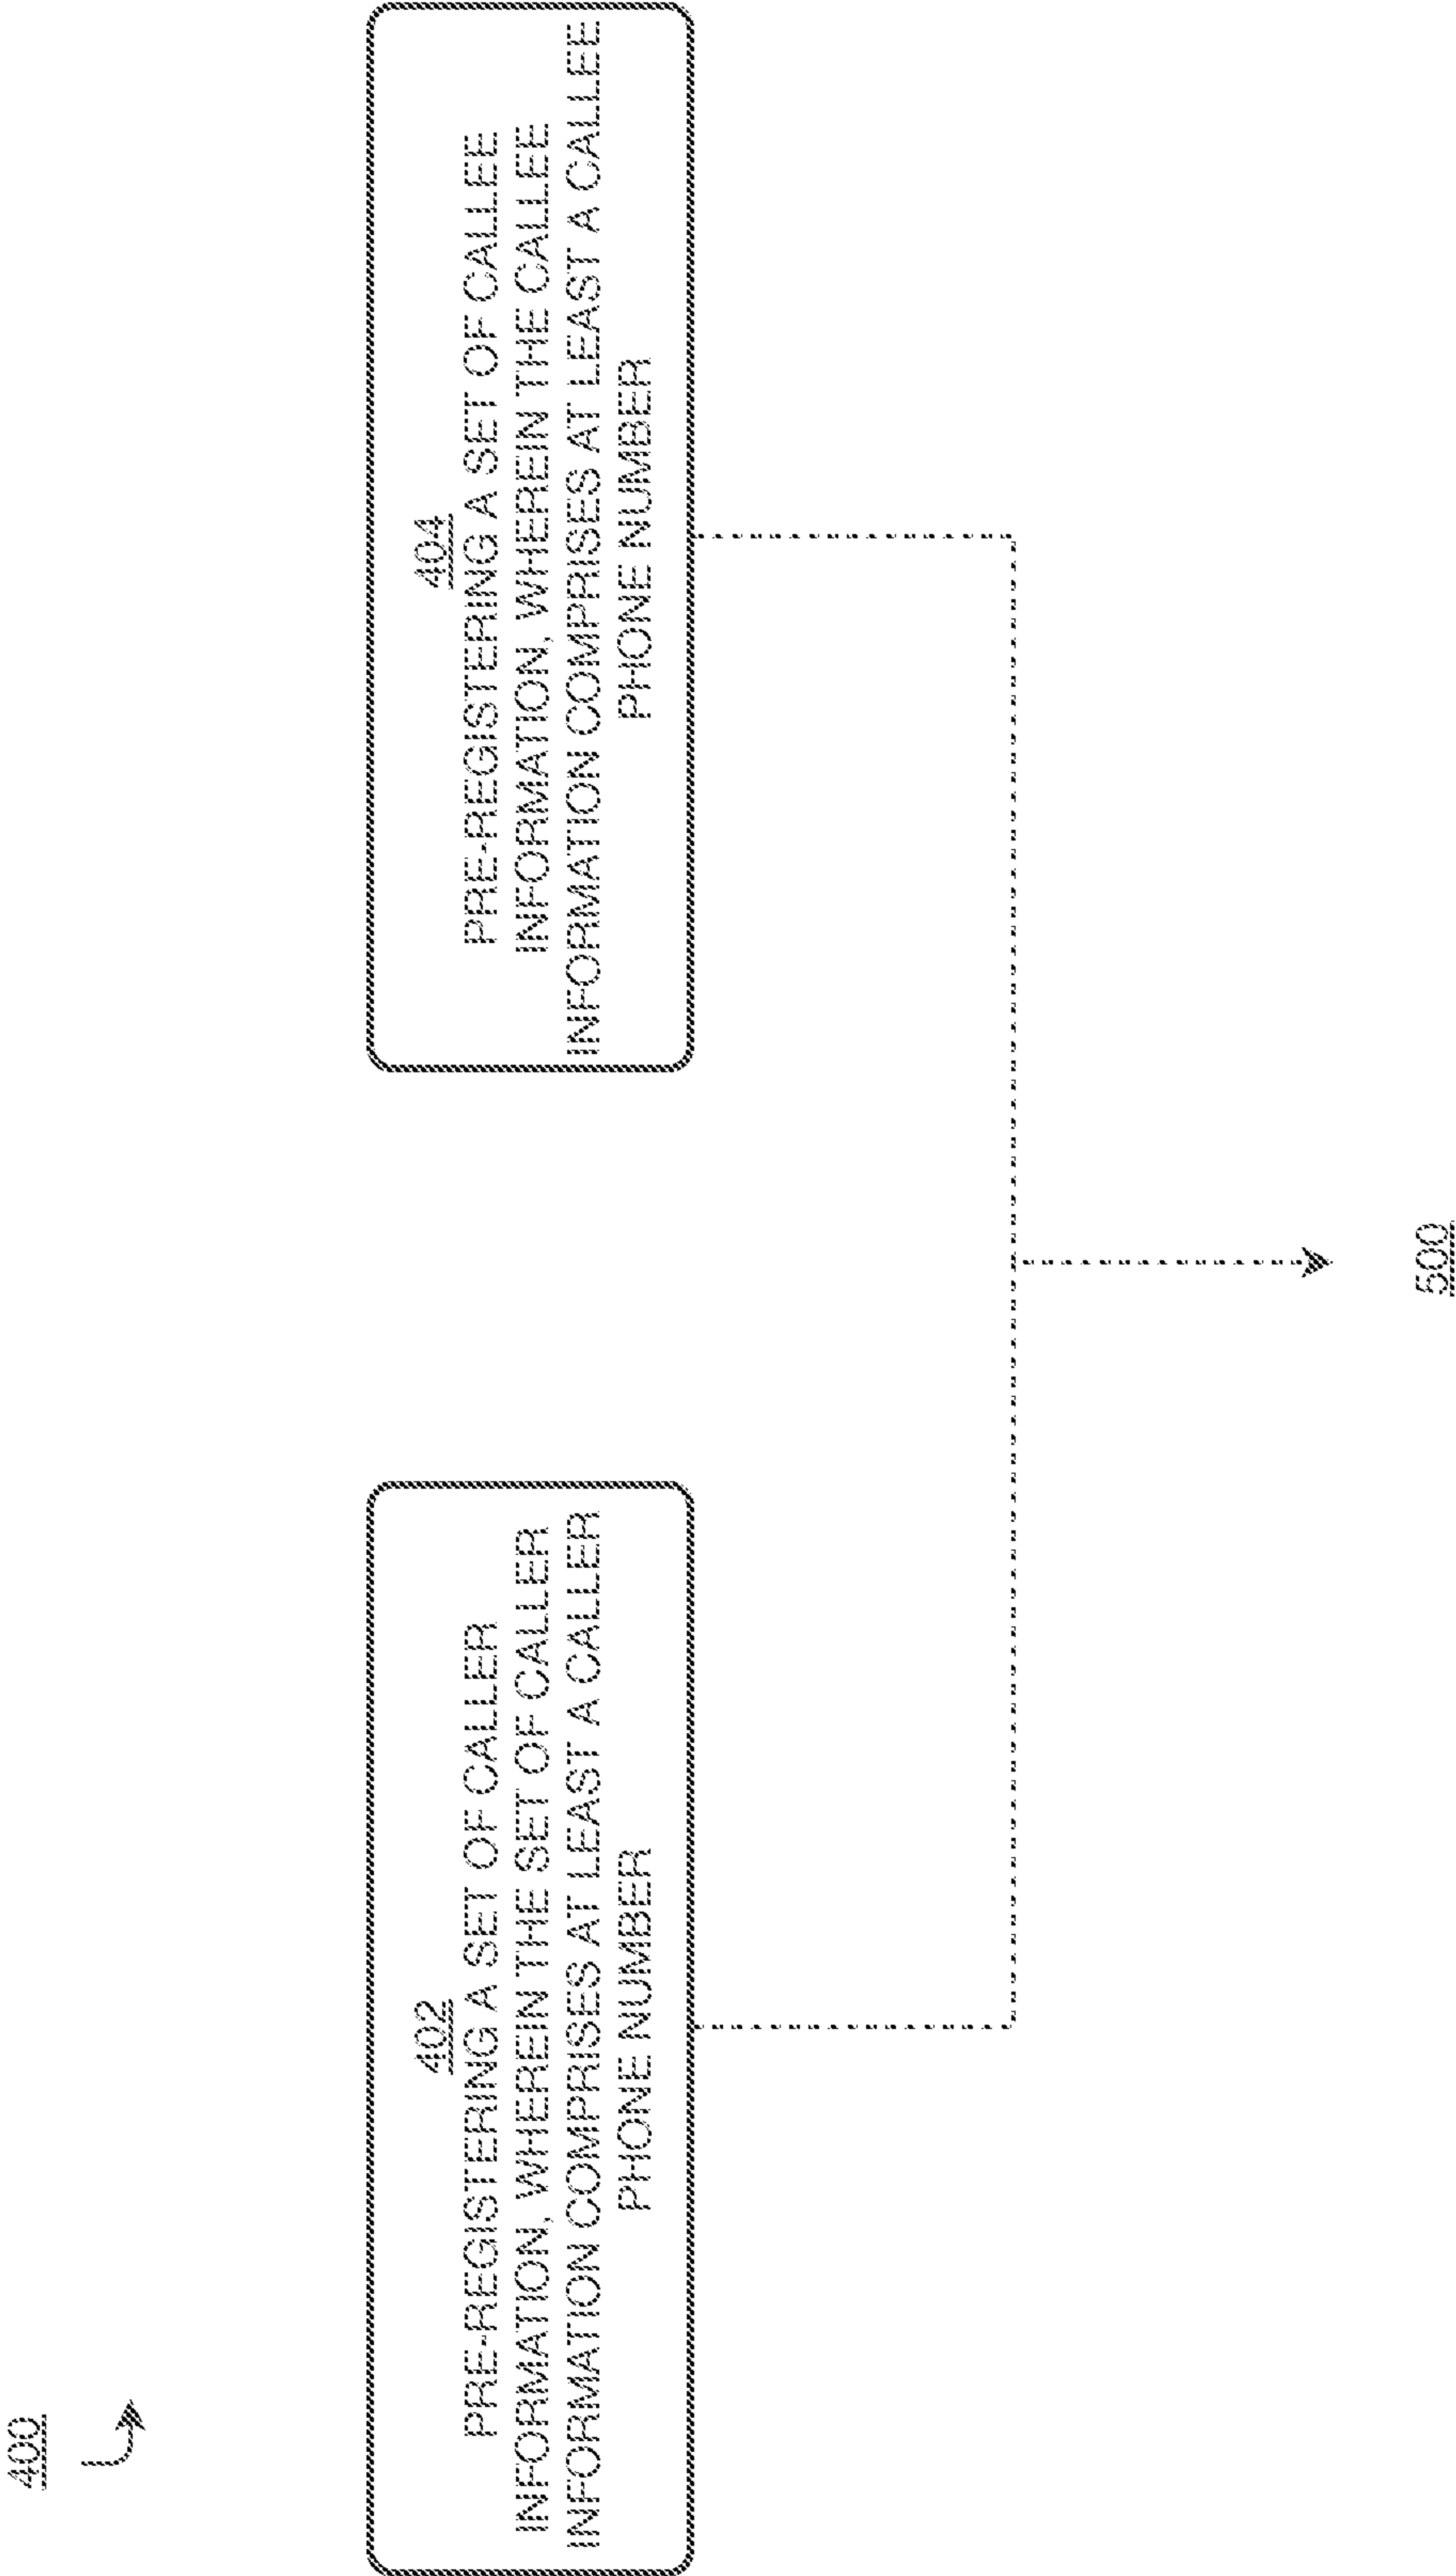 400
402
PRE-REGISTERING A SET OF CALLER
INFORMATION, WHEREIN THE SET OF CALLER
INFORMATION COMPRISES AT LEAST A CALLER
PHONE NUMBER
404
PRE-REGISTERING A SET OF CALLEE
INFORMATION, WHEREIN THE CALLEE
INFORMATION COMPRISES AT LEAST A CALLEE
PHONE NUMBER
500